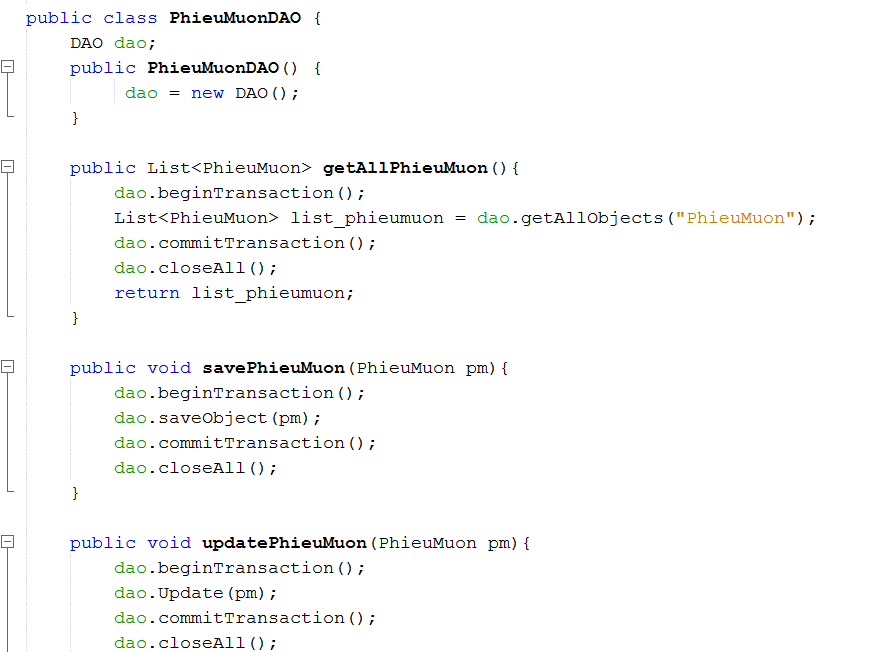 public class PhieuMuonDAO {
    DAO dao;
    public PhieuMuonDAO() {
         dao = new DAO();
    }

    public List<PhieuMuon> getAllPhieuMuon(){
        dao.beginTransaction();
        List<PhieuMuon> list_phieumuon = dao.getAllObjects("PhieuMuon");
        dao.commitTransaction();
        dao.closeAll();
        return list_phieumuon;
    }

    public void savePhieuMuon(PhieuMuon pm){
        dao.beginTransaction();
        dao.saveObject(pm);
        dao.commitTransaction();
        dao.closeAll();
    }

    public void updatePhieuMuon(PhieuMuon pm){
        dao.beginTransaction();
        dao.Update(pm);
        dao.commitTransaction();
        dao.closeAll();